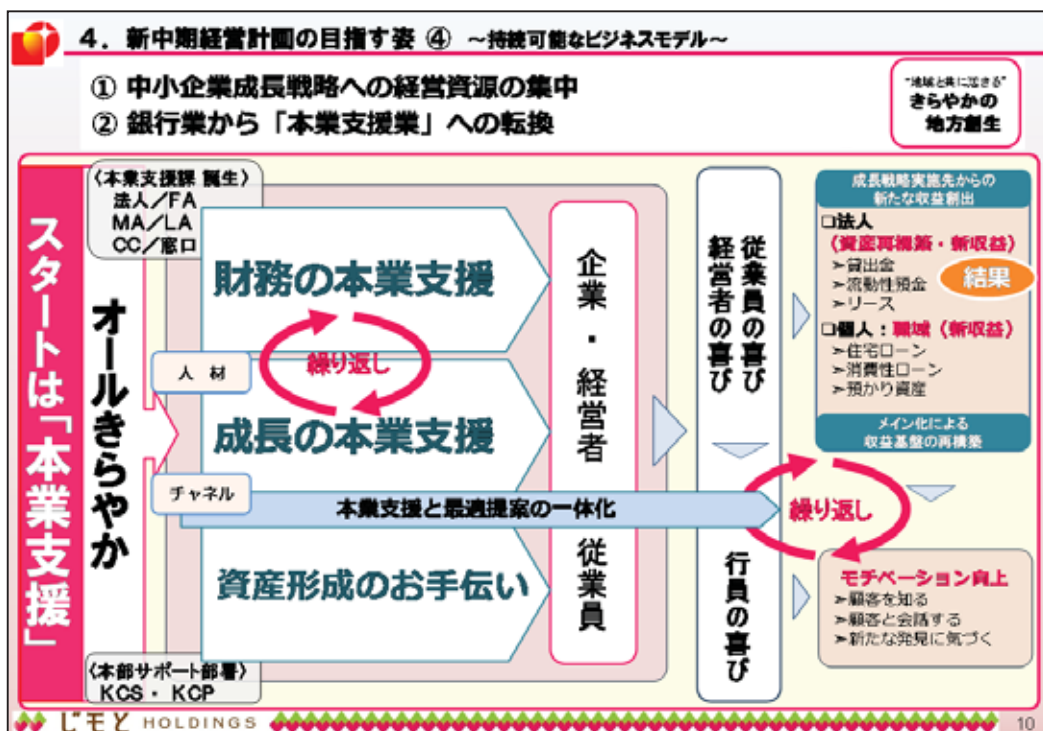 4. 新中期経営計画の目指す姿 ④ ~持続可能なビジネスモデル~
① 中小企業成長戦略への経営資源の集中
② 銀行業から「本業支援業」への転換
“地域と共に活きる”
きらやかの
地方創生
スタートは「本業支援」
オールきらやか
〈本業支援課 誕生〉
法人/FA
MA/LA
CC/窓口
財務の本業支援
繰り返し
人 材
成長の本業支援
チャネル
本業支援と最適提案の一体化
資産形成のお手伝い
〈本部サポート部署〉
KCS・KCP
企業・経営者
従業員
従業員の喜び
経営者の喜び
行員の喜び
成長戦略実施先からの
新たな収益創出
❑法人
(資産再構築・新収益)
➢貸出金
➢流動性預金
➢リース
結果
❑個人:職域(新収益)
➢住宅ローン
➢消費性ローン
➢預かり資産
メイン化による
収益基盤の再構築
繰り返し
モチベーション向上
➢顧客を知る
➢顧客と会話する
➢新たな発見に気づく
じモと HOLDINGS
10